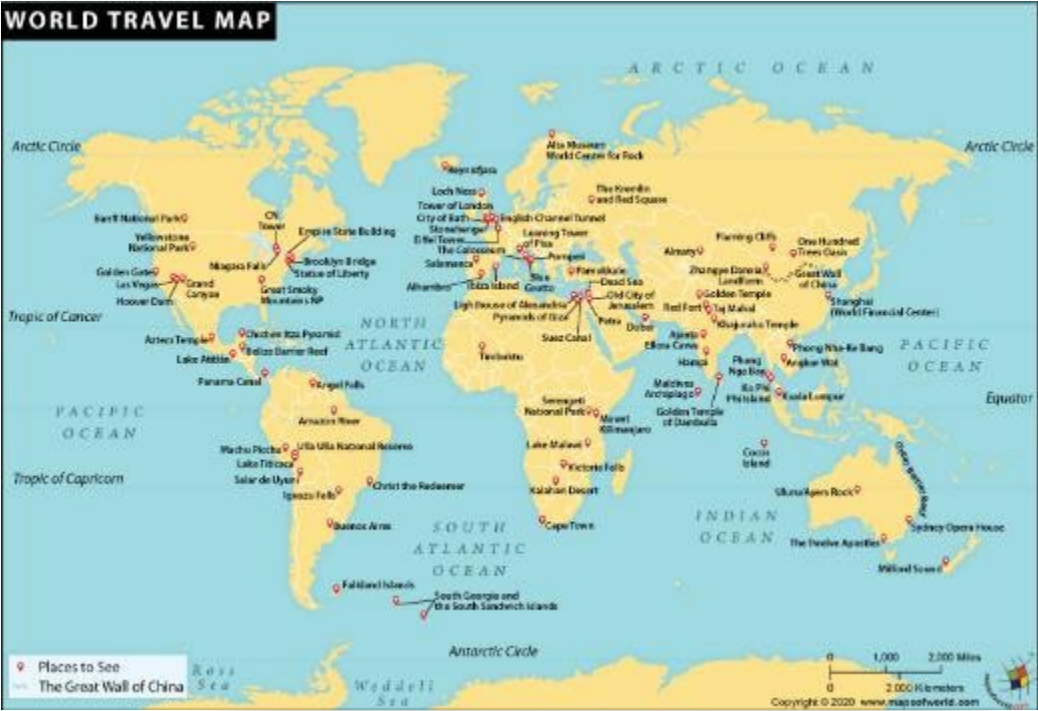 WORLD TRAVEL MAP
ARCTIC OCEAN
Arctic Circle
Arctic Circle
Alta Museum
World Center for Rock
Reynisfjara
Loch Ness
The Kremlin
and Red Square
Tower of London
City of Bath
English Channel Tunnel
Stonehenge
Eiffel Tower
Leaning Tower
of Pisa
The Colosseum
Pompeii
Salamanca
Blue
Grotto
Pamukkale
Alhambra
Ibiza Island
Dead Sea
Old City of
Jerusalem
Pyramids of Giza
Petra
Suez Canal
Dubai
Banff National Park
CN
Tower
Empire State Building
Yellowstone
National Park
Niagara Falls
Brooklyn Bridge
Statue of Liberty
Golden Gate
Las Vegas
Grand
Canyon
Hoover Dam
Great Smoky
Mountains NP
Almaty
Flaming Cliffs
One Hundred
Trees Oasis
Zhangye Danxia
Landform
Great Wall
of China
Golden Temple
Red Fort
Taj Mahal
Khajuraho Temple
Shanghai
(World Financial Center)
Tropic of Cancer
NORTH
ATLANTIC
OCEAN
PACIFIC
OCEAN
Aztecs Temple
Chichen Itza Pyramid
Belize Barrier Reef
Lake Atitlan
Panama Canal
Angel Falls
Timbuktu
Ajanta
Ellora Caves
Hampi
Phang
Nga Bay
Angkor Wat
Maldives
Archipelago
Ko Phi
Phi Island
Kuala Lumpur
Golden Temple
of Dambulla
Equator
PACIFIC
OCEAN
Amazon River
Serengeti
National Park
Mount
Kilimanjaro
Machu Picchu
Ulla Ulla National Reserve
Lake Titicaca
Salar de Uyuni
Lake Malawi
Victoria Falls
Kalahari Desert
Cocos
Island
Tropic of Capricorn
Iguazu Falls
Christ the Redeemer
Buenos Aires
Cape Town
Uluru/Ayers Rock
Sydney Opera House
The Twelve Apostles
Milford Sound
SOUTH
ATLANTIC
OCEAN
INDIAN
OCEAN
Falkland Islands
South Georgia and
the South Sandwich Islands
Antarctic Circle
Places to See
The Great Wall of China
Ross
Sea
Weddell
Sea
0 1,000 2,000 Miles
0 2,000 Kilometers
Copyright © 2020 www.mapsofworld.com